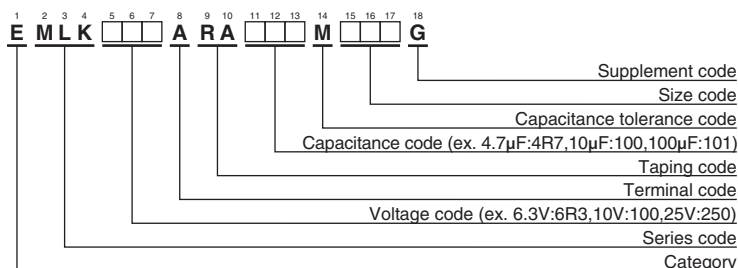 1 2 3 4 5 6 7 8 9 10 11 12 13 14 15 16 17 18
E M L K □ □ □ A R A □ □ □ M □ □ □ G
Supplement code
Size code
Capacitance tolerance code
Capacitance code (ex. 4.7μF:4R7,10μF:100,100μF:101)
Taping code
Terminal code
Voltage code (ex. 6.3V:6R3,10V:100,25V:250)
Series code
Category